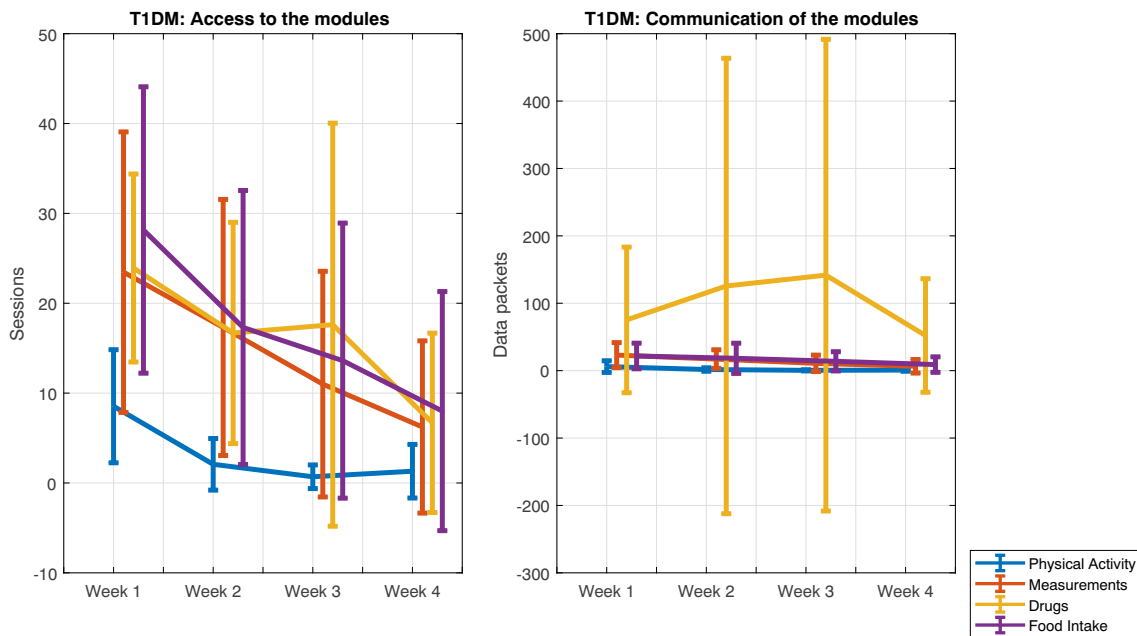 T1DM: Access to the modules
50
40
30
20
10
0
-10
Sessions
Week 1 Week 2 Week 3 Week 4
T1DM: Communication of the modules
500
400
300
200
100
0
-100
-200
-300
Data packets
Week 1 Week 2 Week 3 Week 4
Physical Activity
Measurements
Drugs
Food Intake